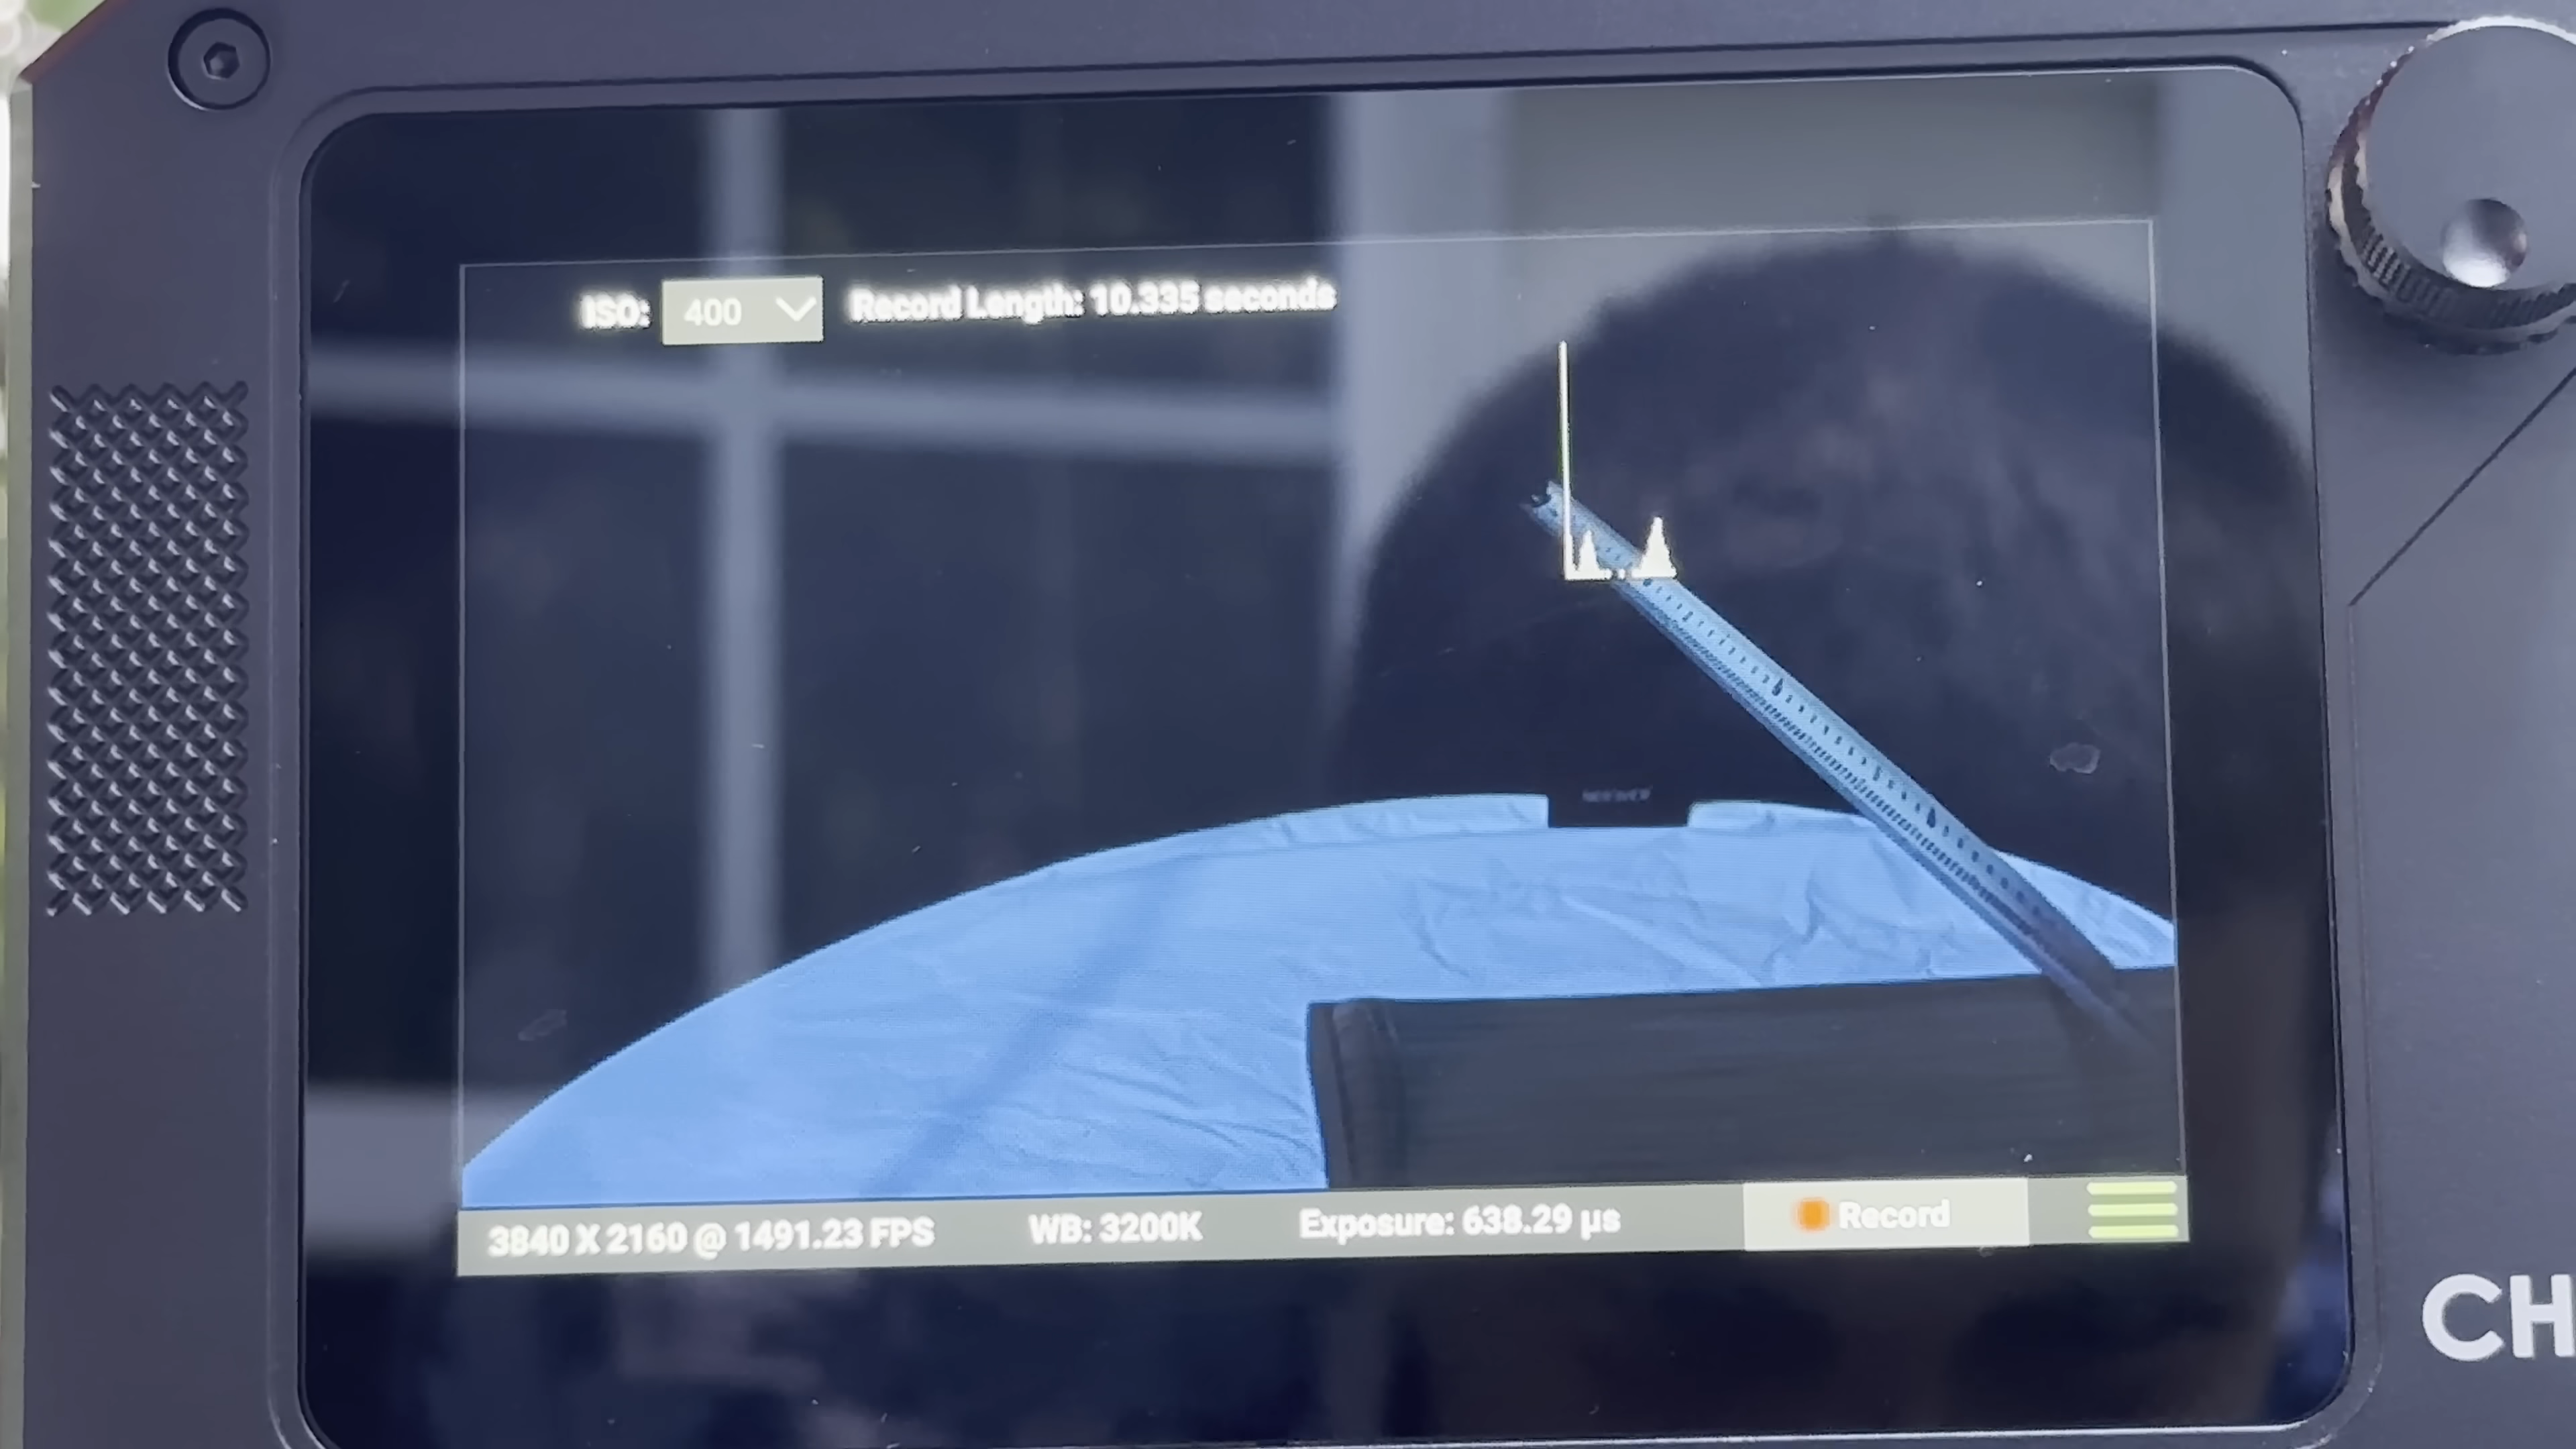 ISO: 400 Record Length: 10.335 seconds
NEEWER
3840 X 2160 @ 1491.23 FPS WB: 3200K Exposure: 638.29 µs Record
CH